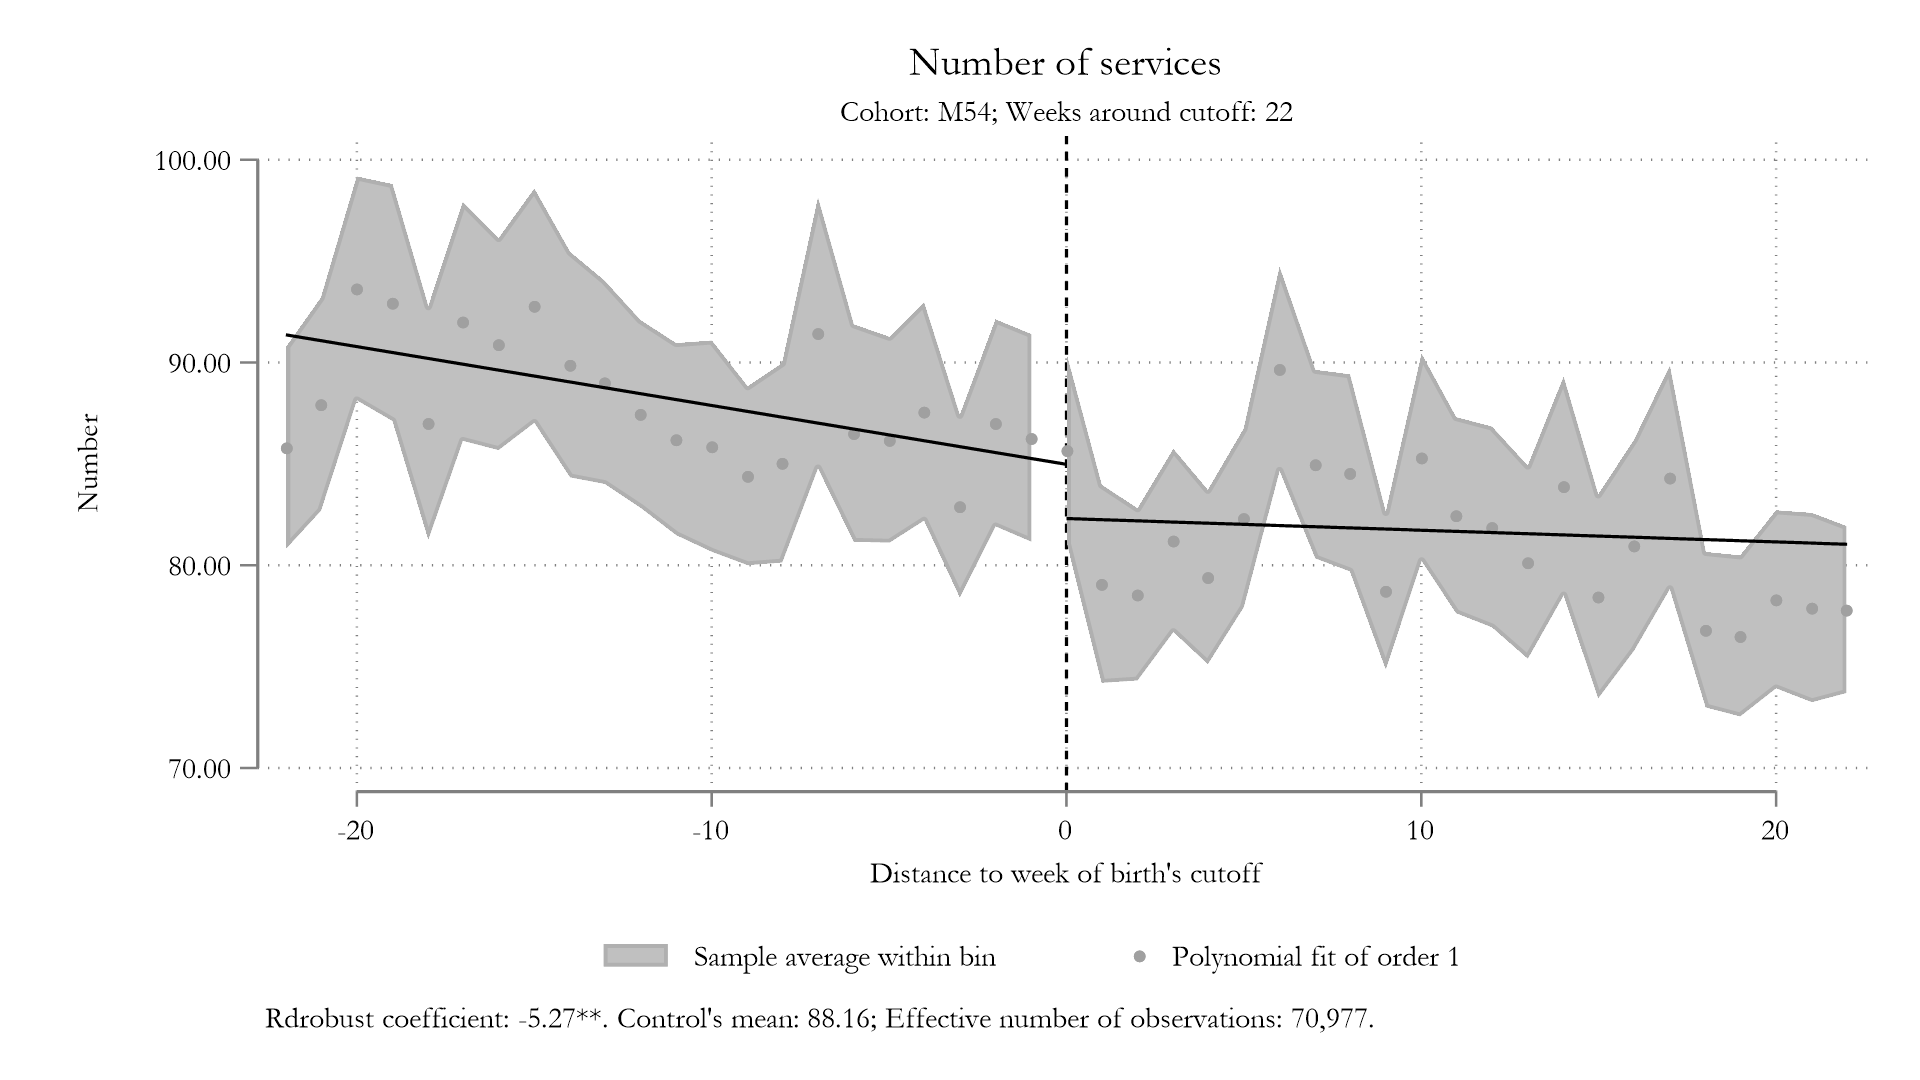 Number of services
Cohort: M54; Weeks around cutoff: 22
100.00
90.00
80.00
70.00
Number
-20 -10 0 10 20
Distance to week of birth's cutoff
Sample average within bin Polynomial fit of order 1
Rdrobust coefficient: -5.27**. Control's mean: 88.16; Effective number of observations: 70,977.